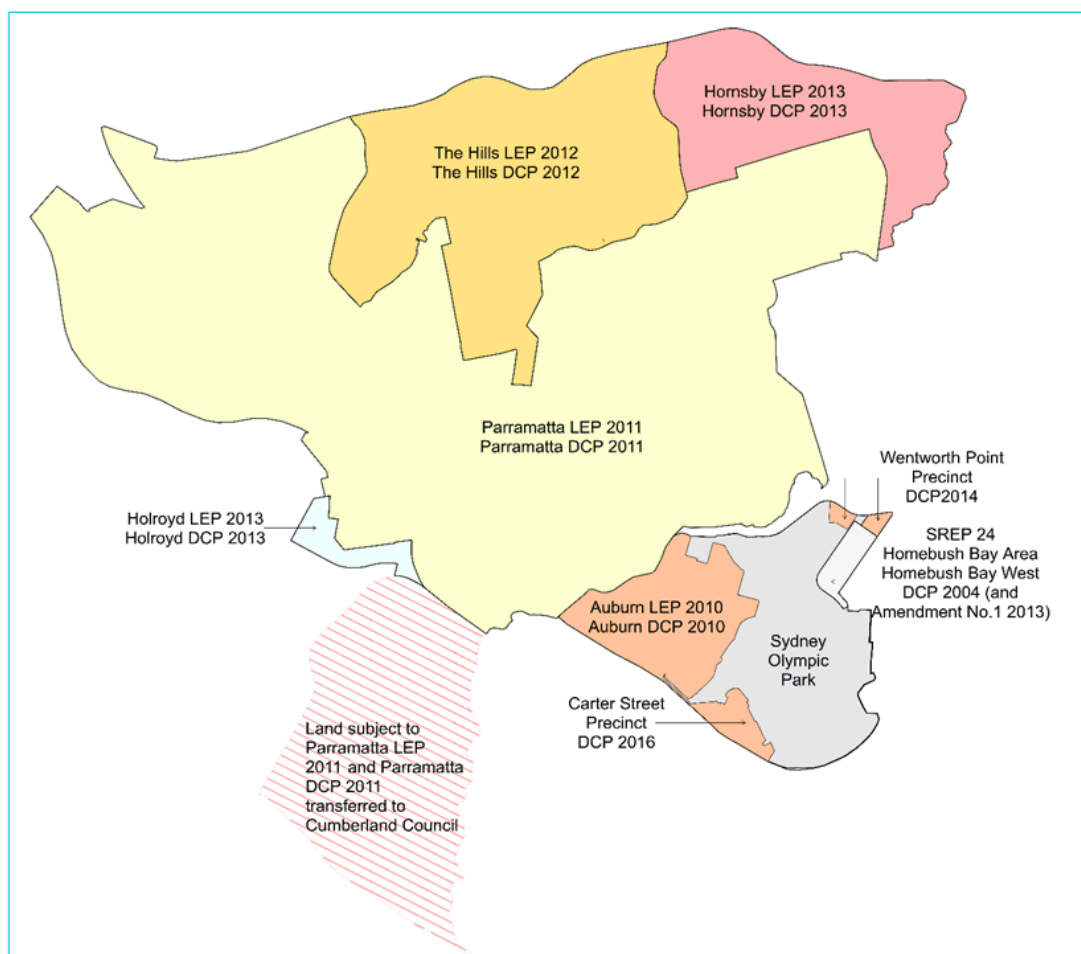 Hornsby LEP 2013
Hornsby DCP 2013
The Hills LEP 2012
The Hills DCP 2012
Parramatta LEP 2011
Parramatta DCP 2011
Wentworth Point
Precinct
DCP2014
Holroyd LEP 2013
Holroyd DCP 2013
SREP 24
Homebush Bay Area
Homebush Bay West
DCP 2004 (and
Amendment No.1 2013)
Auburn LEP 2010
Auburn DCP 2010
Sydney
Olympic
Park
Carter Street
Precinct
DCP 2016
Land subject to
Parramatta LEP
2011 and Parramatta
DCP 2011
transferred to
Cumberland Council